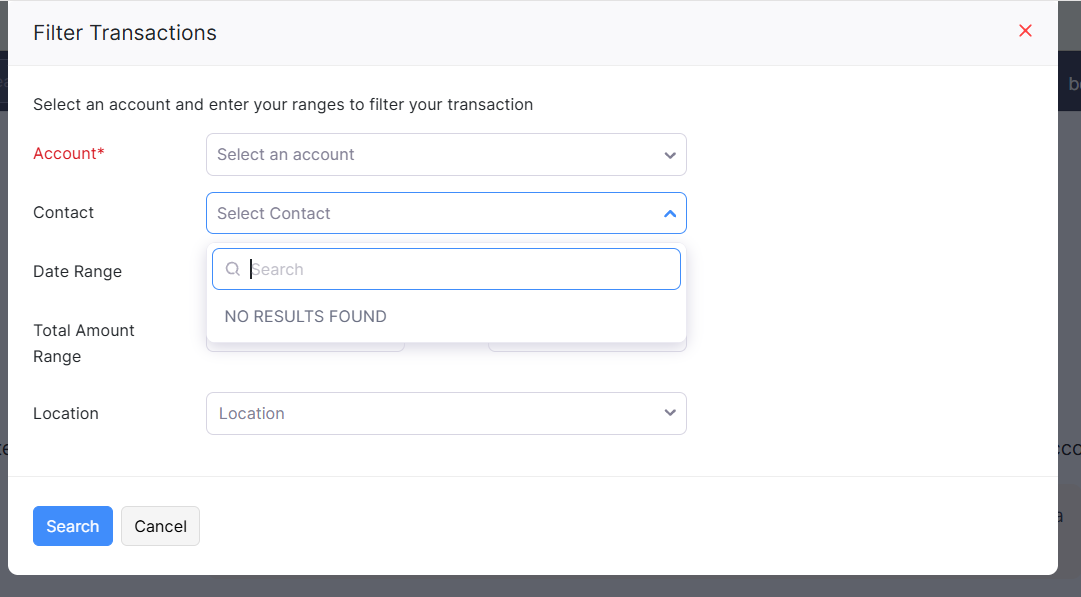 Filter Transactions
Select an account and enter your ranges to filter your transaction
Account*
Select an account
Contact
Select Contact
Search
NO RESULTS FOUND
Date Range
Total Amount
Range
Location
Location
Search
Cancel